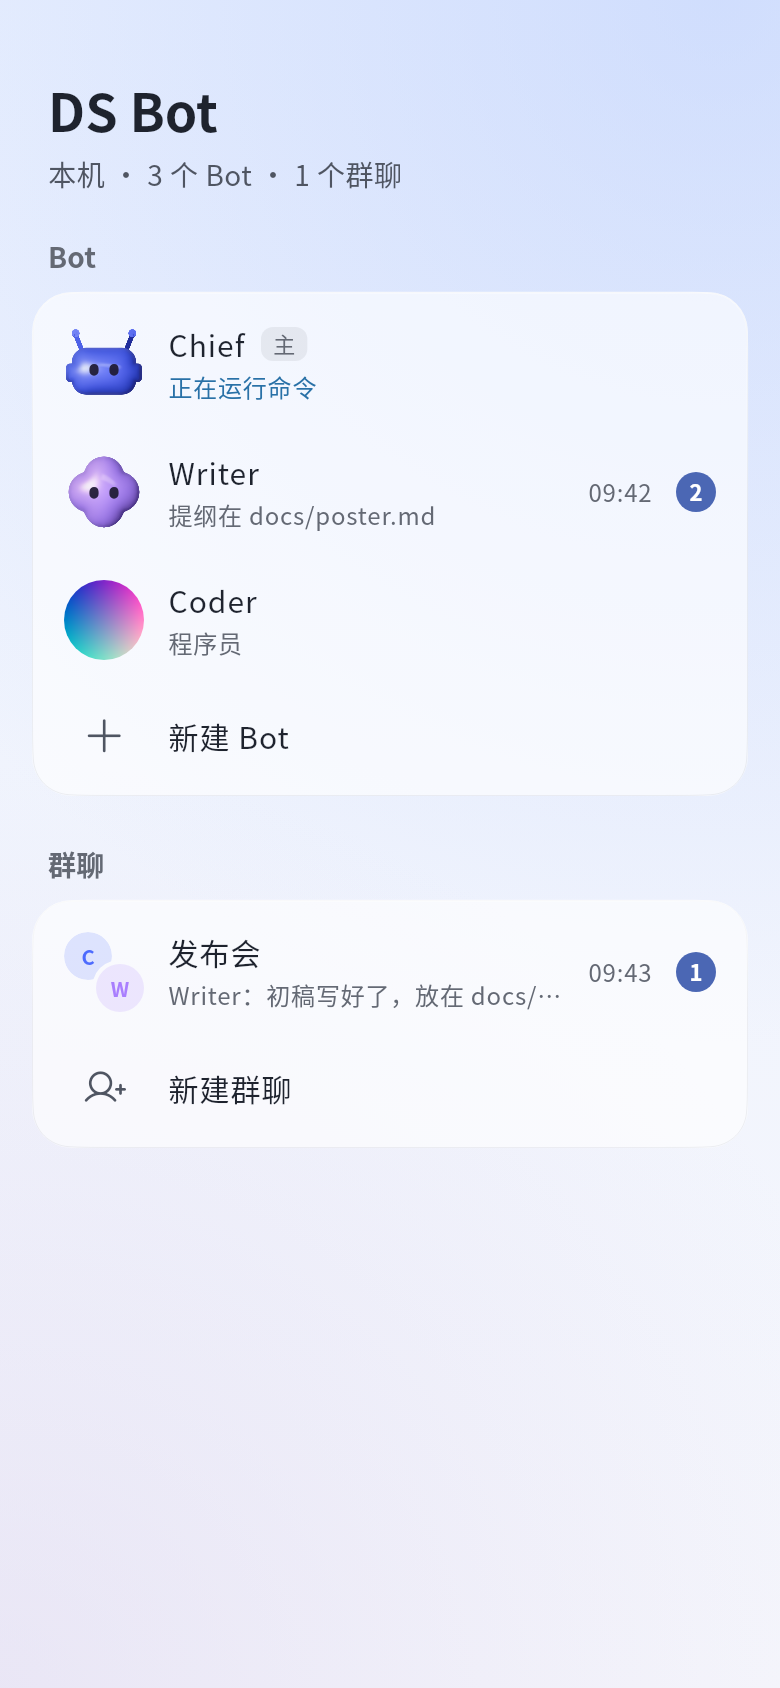 DS Bot
本机 · 3 个 Bot · 1 个群聊
Bot
Chief 主
正在运行命令
Writer
提纲在 docs/poster.md
09:42 2
Coder
程序员
新建 Bot
群聊
C
W
发布会
Writer：初稿写好了，放在 docs/…
09:43 1
新建群聊